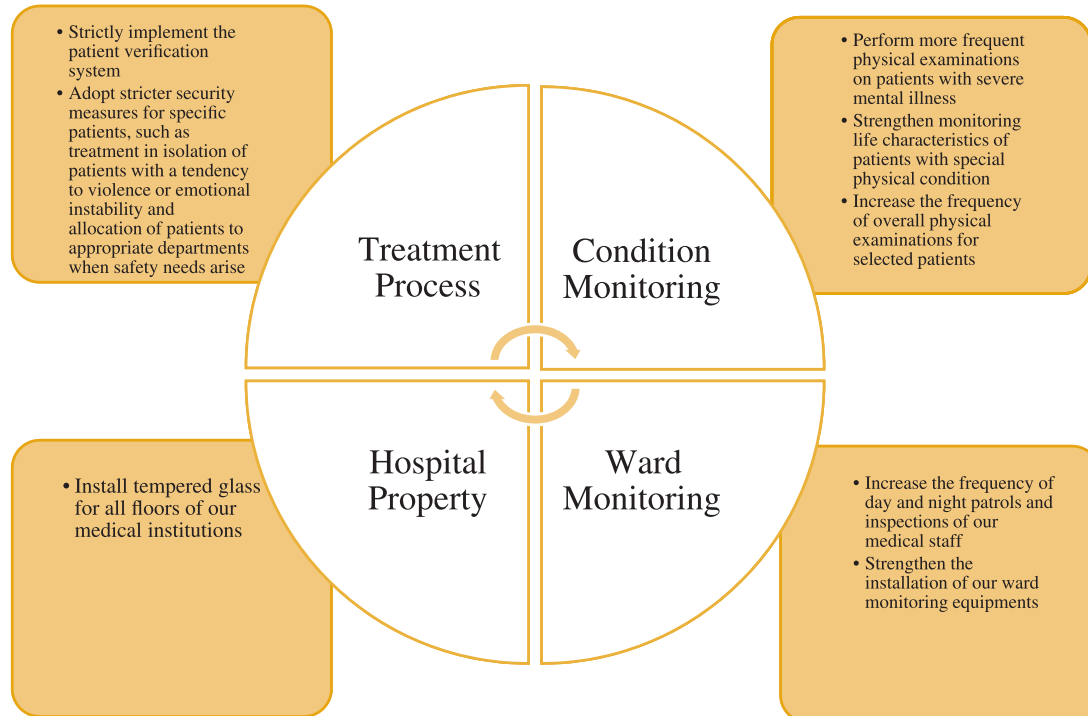 • Strictly implement the
patient verification
system
• Adopt stricter security
measures for specific
patients, such as
treatment in isolation of
patients with a tendency
to violence or emotional
instability and
allocation of patients to
appropriate departments
when safety needs arise
• Perform more frequent
physical examinations
on patients with severe
mental illness
• Strengthen monitoring
life characteristics of
patients with special
physical condition
• Increase the frequency
of overall physical
examinations for
selected patients
Treatment
Process
Condition
Monitoring
Hospital
Property
Ward
Monitoring
• Install tempered glass
for all floors of our
medical institutions
• Increase the frequency of
day and night patrols and
inspections of our
medical staff
• Strengthen the
installation of our ward
monitoring equipments